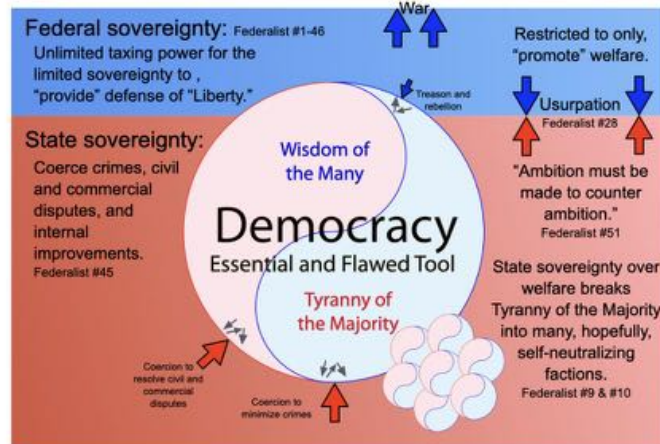 War
Federal sovereignty: Federalist #1-46
Unlimited taxing power for the
limited sovereignty to ,
“provide” defense of “Liberty.”
Restricted to only,
“promote” welfare.
Treason and
rebellion
Usurpation
Federalist #28
State sovereignty:
Coerce crimes, civil
and commercial
disputes, and
internal
improvements.
Federalist #45
Wisdom of
the Many
Democracy
Essential and Flawed Tool
Tyranny of
the Majority
“Ambition must be
made to counter
ambition.”
Federalist #51
State sovereignty over
welfare breaks
Tyranny of the Majority
into many, hopefully,
self-neutralizing
factions.
Federalist #9 & #10
Coercion to
resolve civil and
commercial
disputes
Coercion to
minimize crimes